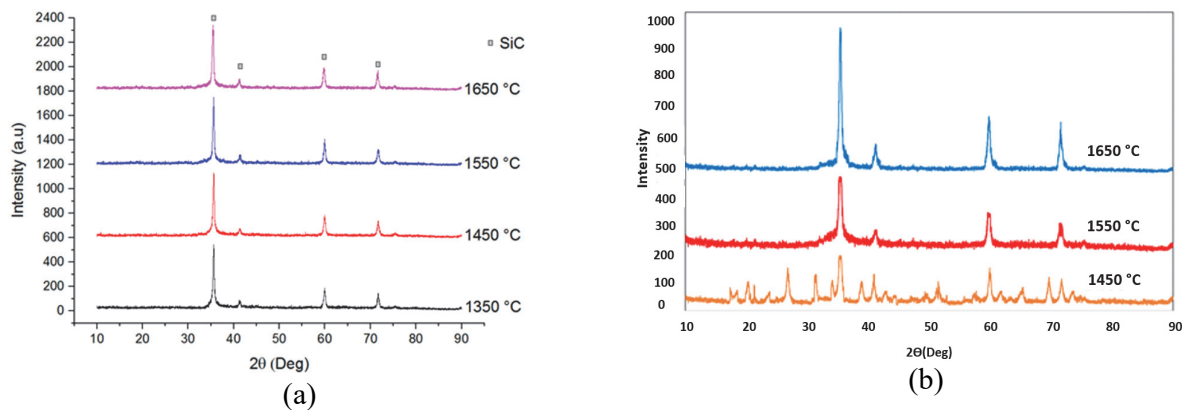 2400
2200
2000
1800
1600
1400
1200
1000
800
600
400
200
0
Intensity (a.u)
SiC
1650 °C
1550 °C
1450 °C
1350 °C
10 20 30 40 50 60 70 80 90
2θ (Deg)
(a)
1000
900
800
700
600
500
400
300
200
100
0
Intensity
1650 °C
1550 °C
1450 °C
10 20 30 40 50 60 70 80 90
2Θ(Deg)
(b)